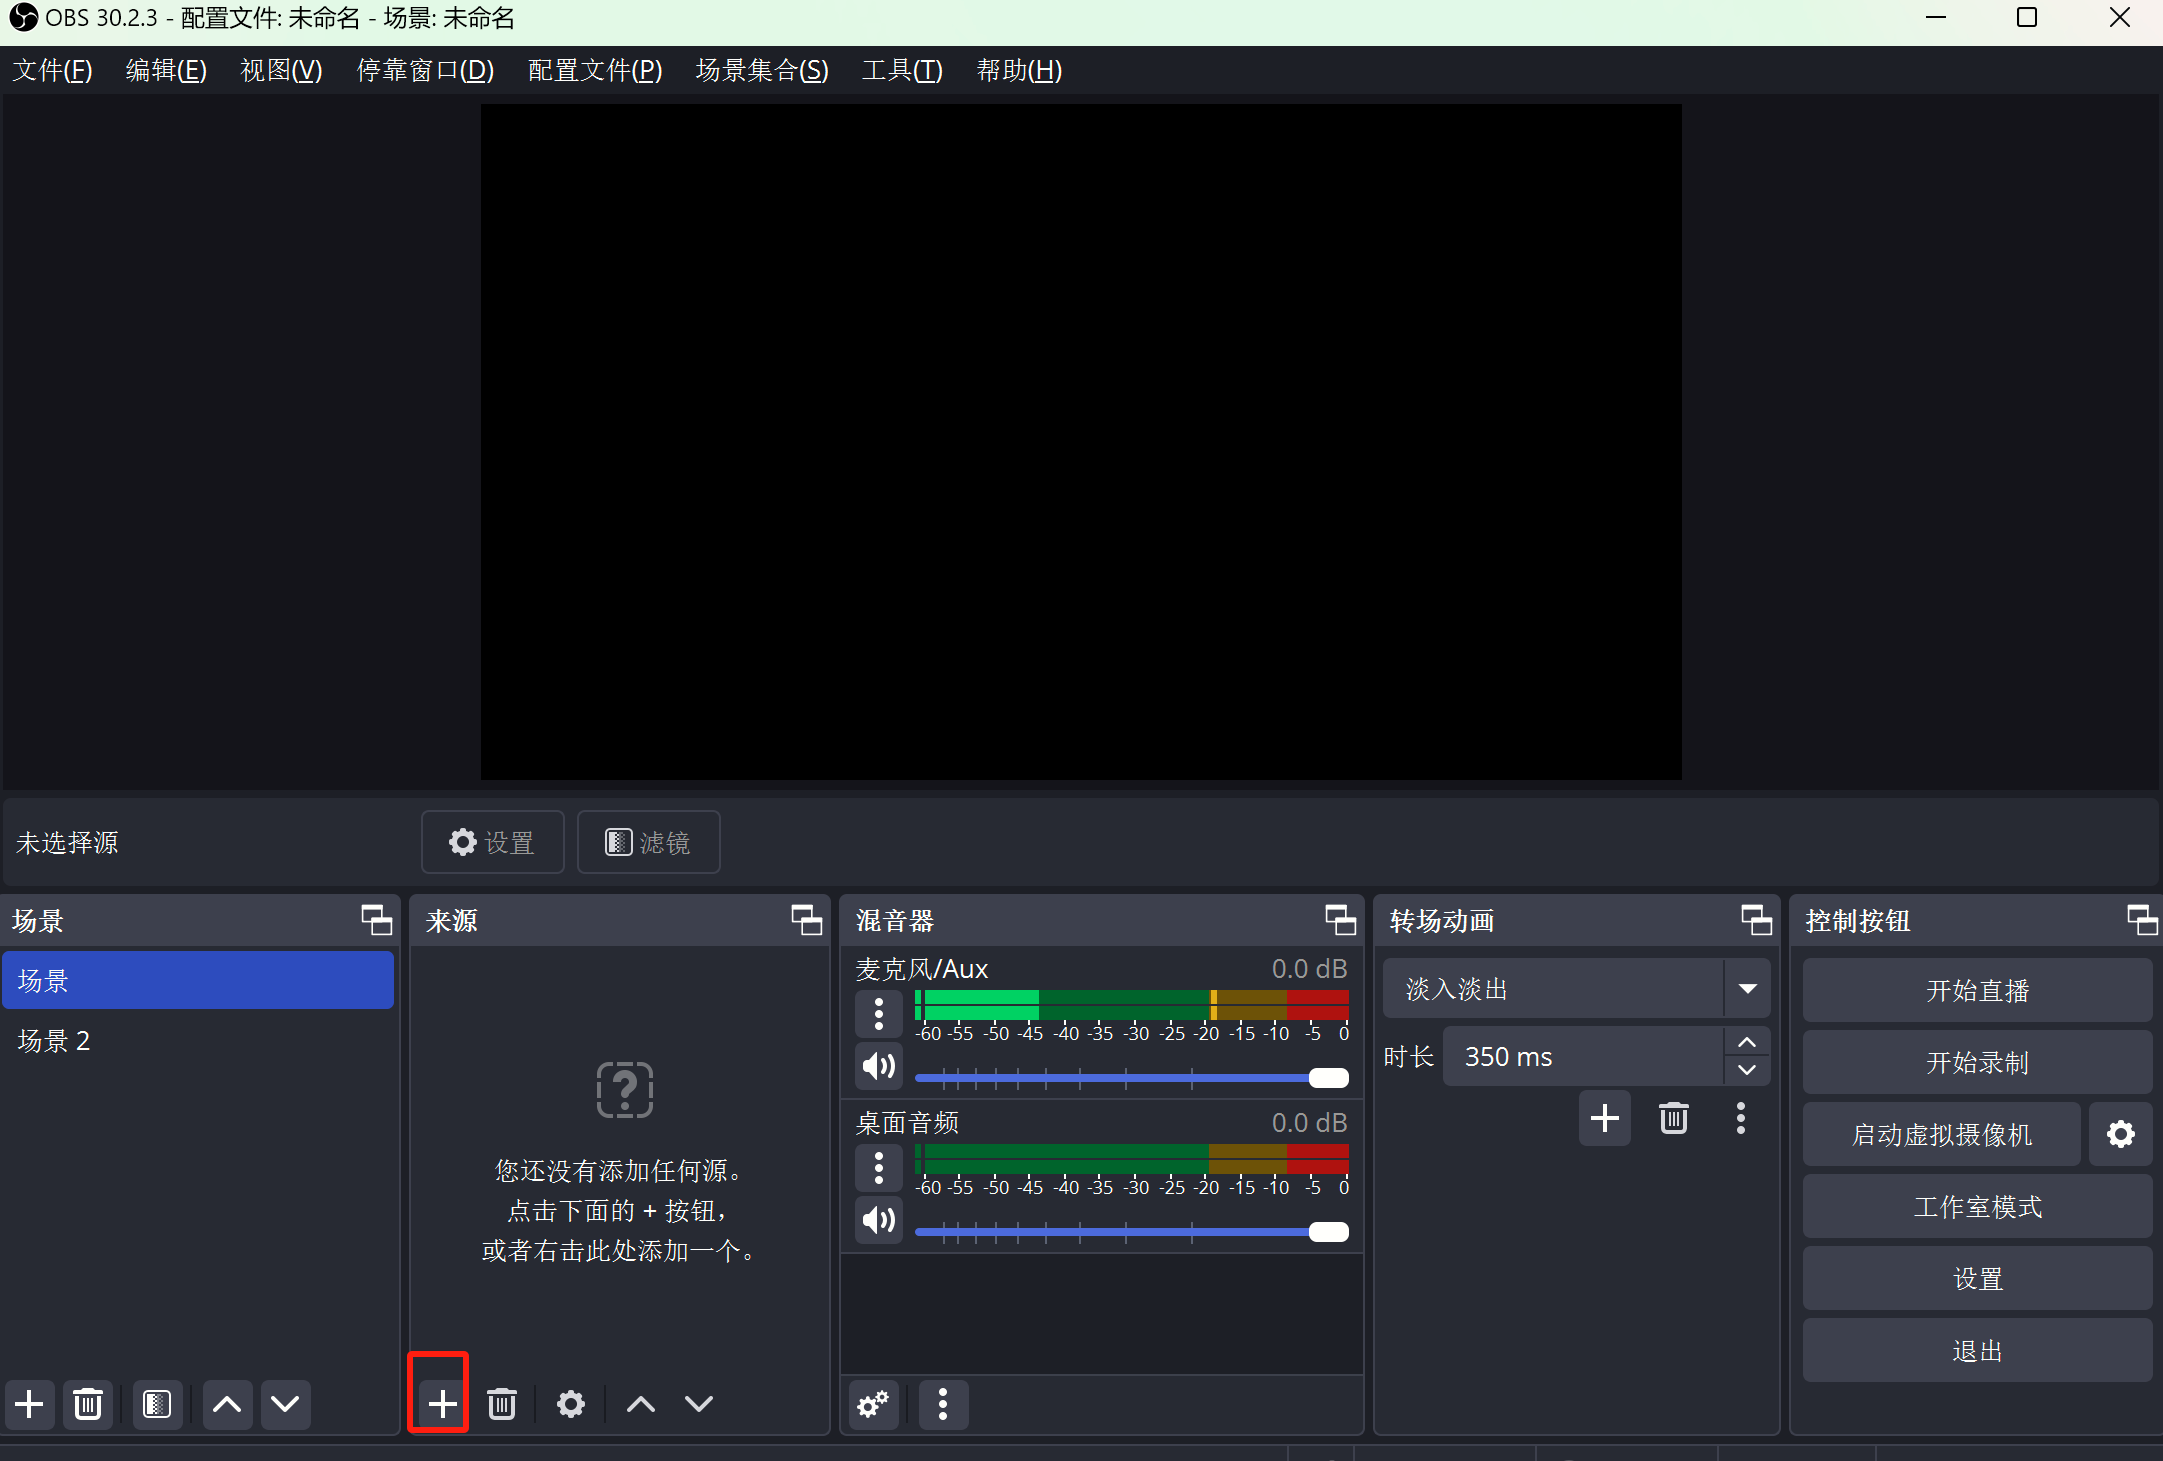 OBS 30.2.3 - 配置文件: 未命名 - 场景: 未命名
文件(F) 编辑(E) 视图(V) 停靠窗口(D) 配置文件(P) 场景集合(S) 工具(T) 帮助(H)
未选择源 设置 滤镜
场景
场景
场景 2
来源
您还没有添加任何源。
点击下面的 + 按钮，
或者右击此处添加一个。
混音器
麦克风/Aux 0.0 dB
-60 -55 -50 -45 -40 -35 -30 -25 -20 -15 -10 -5 0
桌面音频 0.0 dB
-60 -55 -50 -45 -40 -35 -30 -25 -20 -15 -10 -5 0
转场动画
淡入淡出
时长 350 ms
控制按钮
开始直播
开始录制
启动虚拟摄像机
工作室模式
设置
退出